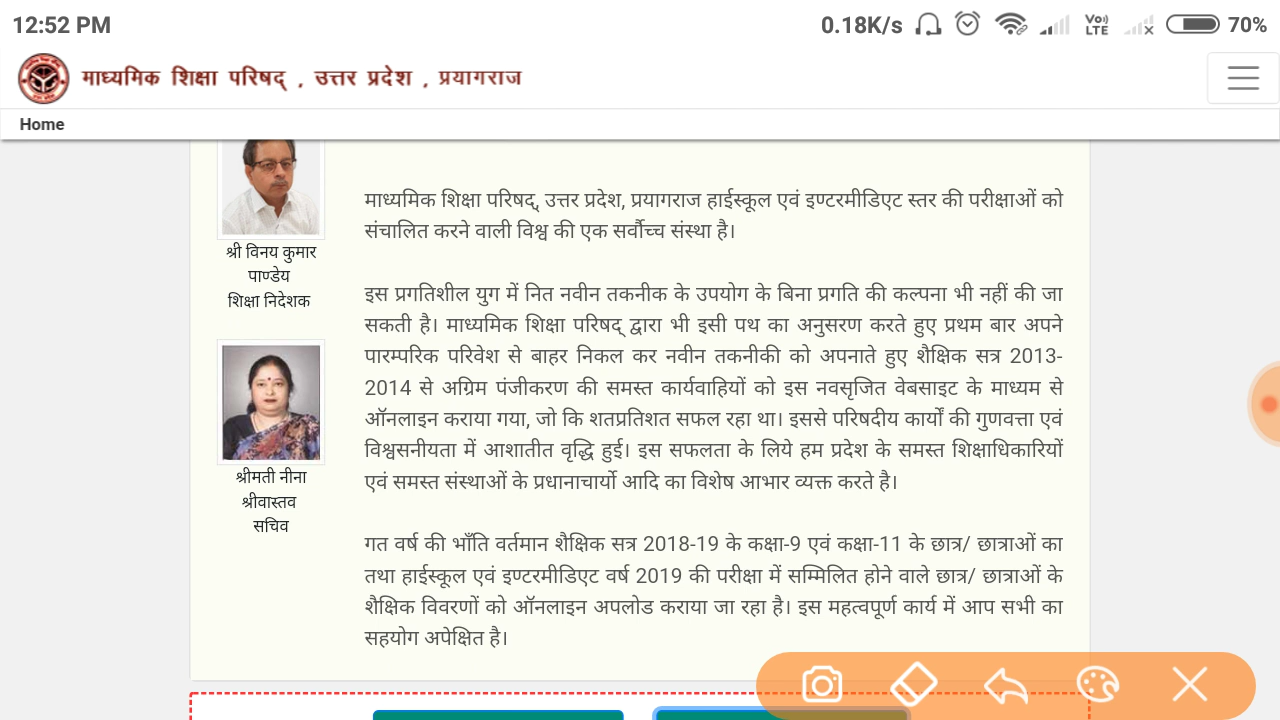 12:52 PM 0.18K/s Vo) LTE 70%
माध्यमिक शिक्षा परिषद् , उत्तर प्रदेश , प्रयागराज
Home
श्री विनय कुमार
पाण्डेय
शिक्षा निदेशक
श्रीमती नीना
श्रीवास्तव
सचिव
माध्यमिक शिक्षा परिषद्, उत्तर प्रदेश, प्रयागराज हाईस्कूल एवं इण्टरमीडिएट स्तर की परीक्षाओं को
संचालित करने वाली विश्व की एक सर्वोच्च संस्था है।
इस प्रगतिशील युग में नित नवीन तकनीक के उपयोग के बिना प्रगति की कल्पना भी नहीं की जा
सकती है। माध्यमिक शिक्षा परिषद् द्वारा भी इसी पथ का अनुसरण करते हुए प्रथम बार अपने
पारम्परिक परिवेश से बाहर निकल कर नवीन तकनीकी को अपनाते हुए शैक्षिक सत्र 2013-
2014 से अग्रिम पंजीकरण की समस्त कार्यवाहियों को इस नवसृजित वेबसाइट के माध्यम से
ऑनलाइन कराया गया, जो कि शतप्रतिशत सफल रहा था। इससे परिषदीय कार्यों की गुणवत्ता एवं
विश्वसनीयता में आशातीत वृद्धि हुई। इस सफलता के लिये हम प्रदेश के समस्त शिक्षाधिकारियों
एवं समस्त संस्थाओं के प्रधानाचार्यो आदि का विशेष आभार व्यक्त करते है।
गत वर्ष की भाँति वर्तमान शैक्षिक सत्र 2018-19 के कक्षा-9 एवं कक्षा-11 के छात्र/ छात्राओं का
तथा हाईस्कूल एवं इण्टरमीडिएट वर्ष 2019 की परीक्षा में सम्मिलित होने वाले छात्र/ छात्राओं के
शैक्षिक विवरणों को ऑनलाइन अपलोड कराया जा रहा है। इस महत्वपूर्ण कार्य में आप सभी का
सहयोग अपेक्षित है।